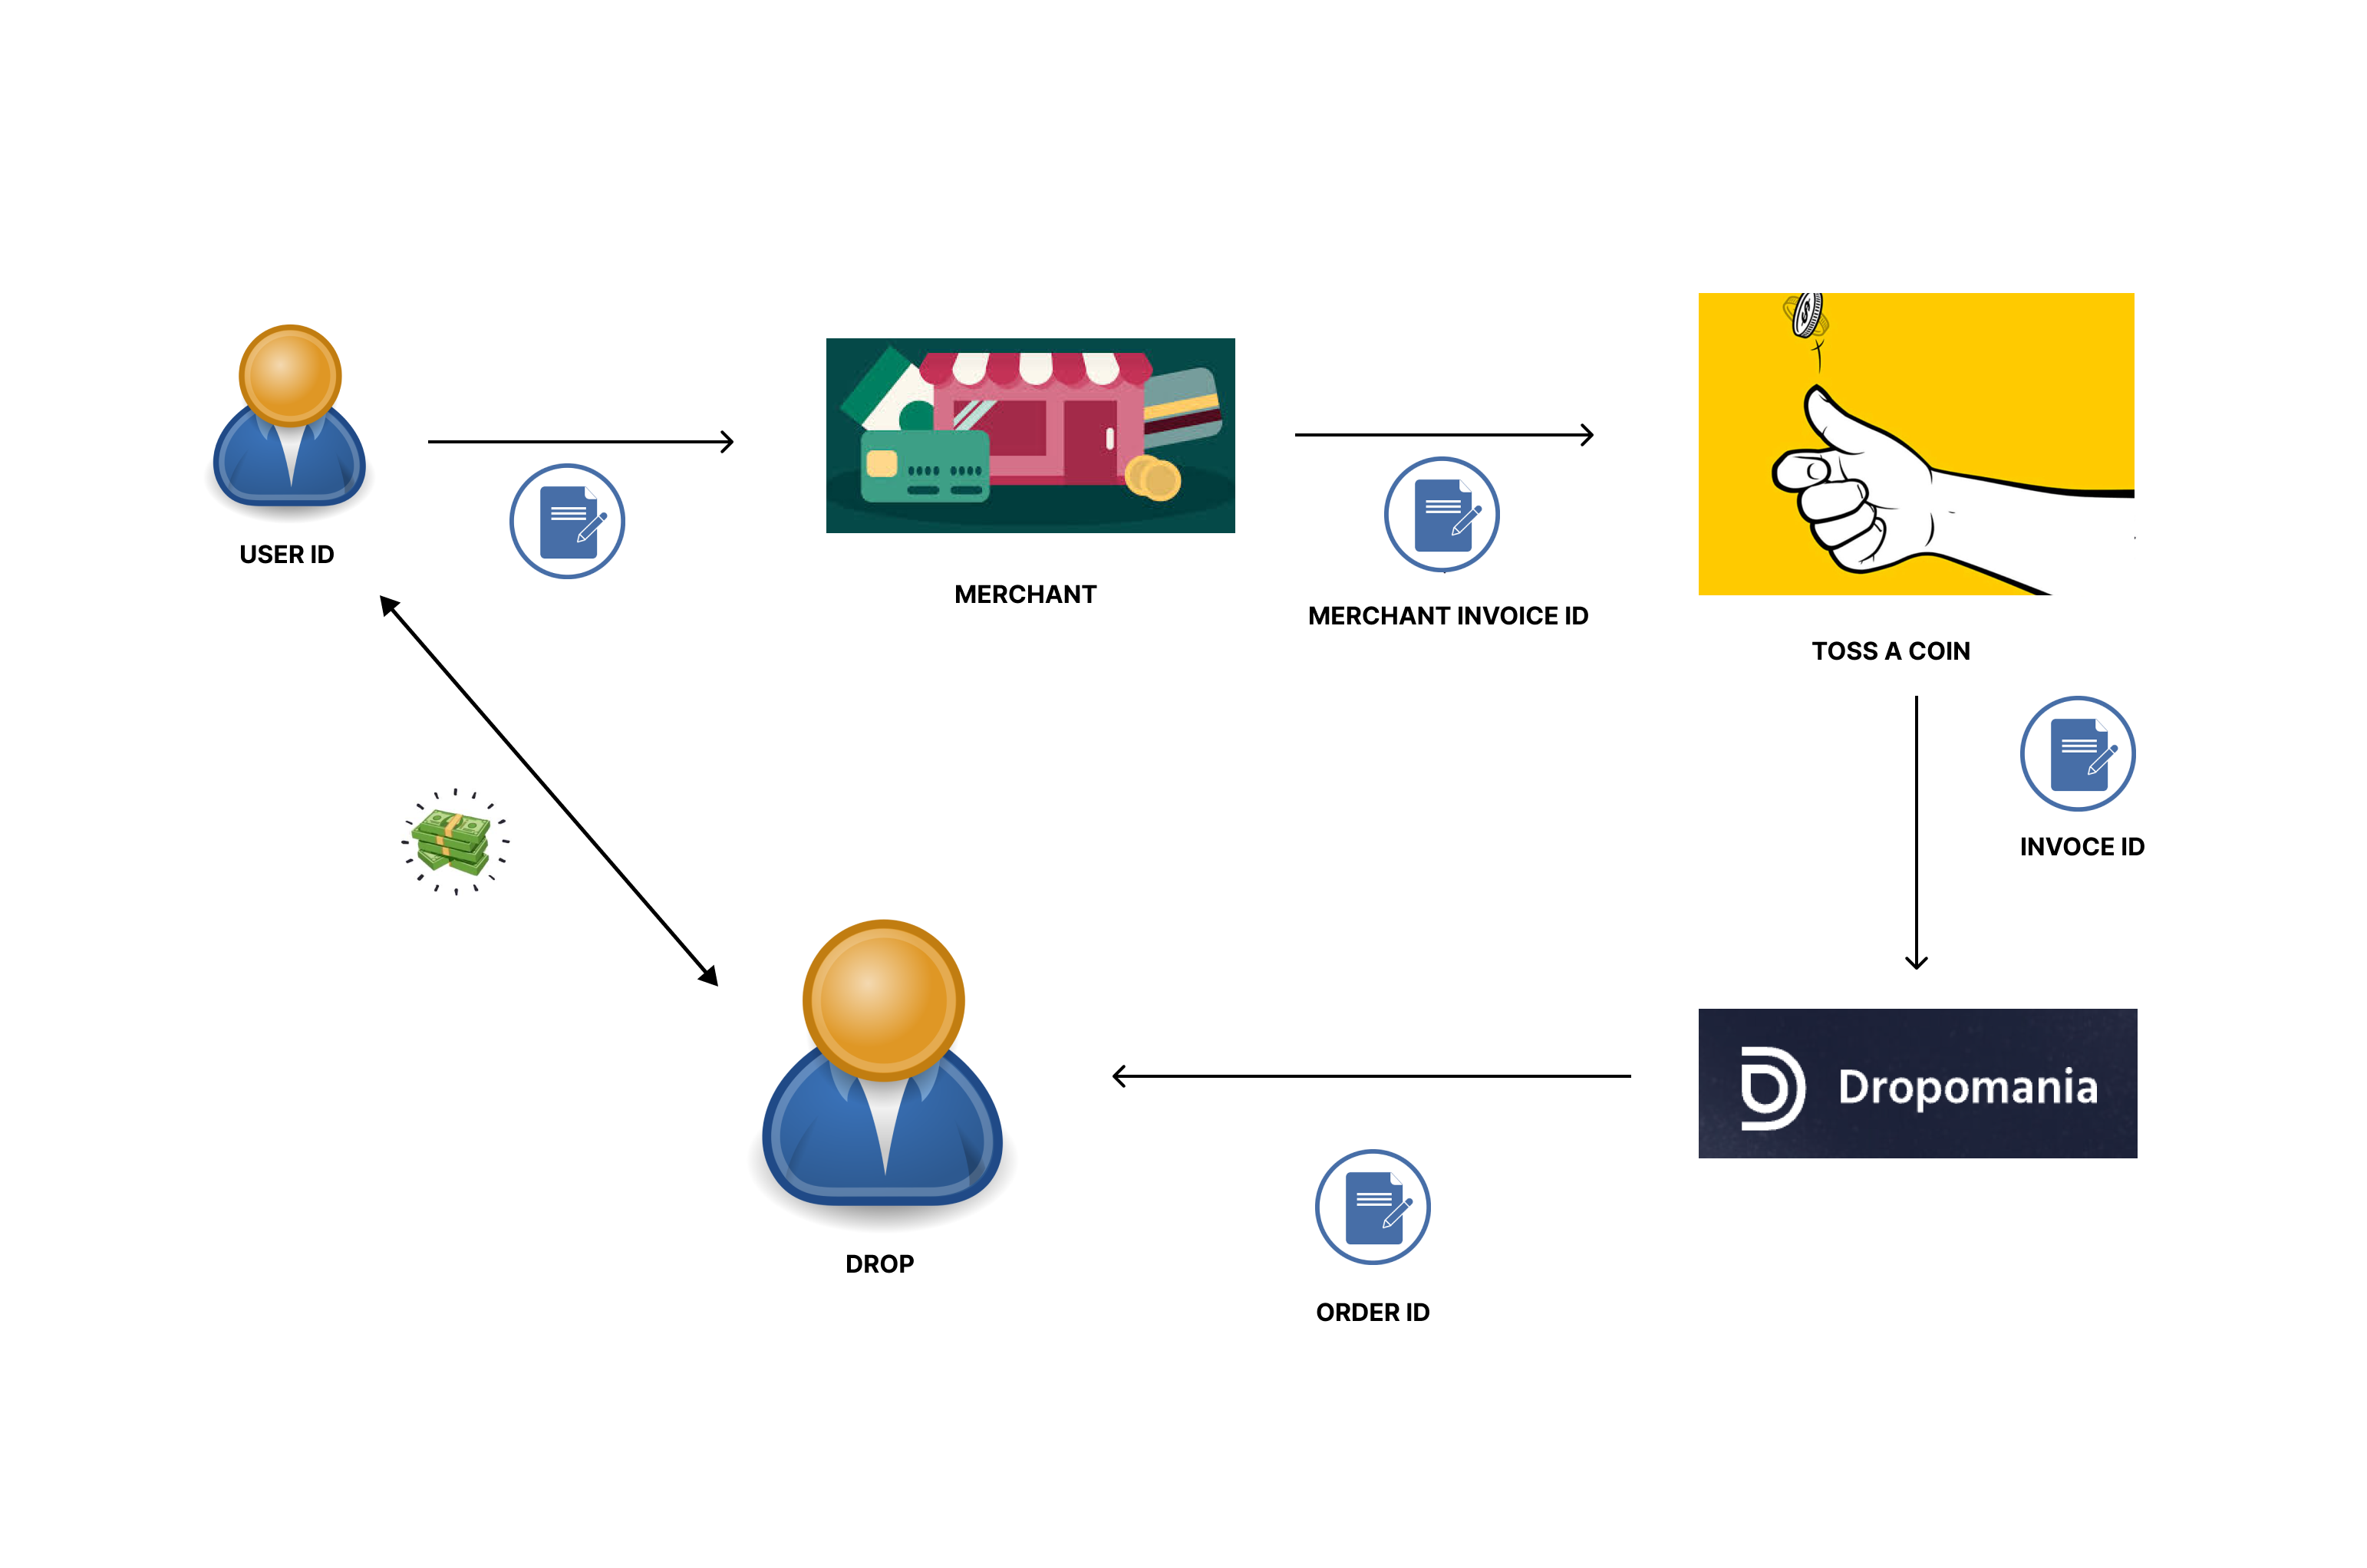 USER ID
MERCHANT
MERCHANT INVOICE ID
TOSS A COIN
INVOCE ID
Dropomania
DROP
ORDER ID